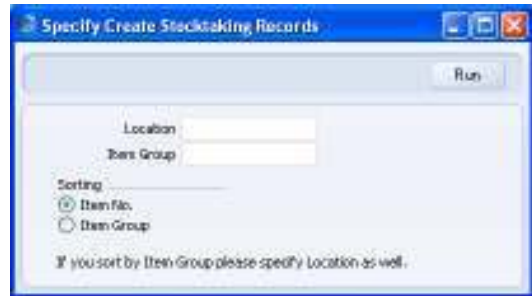 Specify Create Stocktaking Records
Run
Location
Item Group
Sorting
Item No.
Item Group
If you sort by Item Group please specify Location as well.